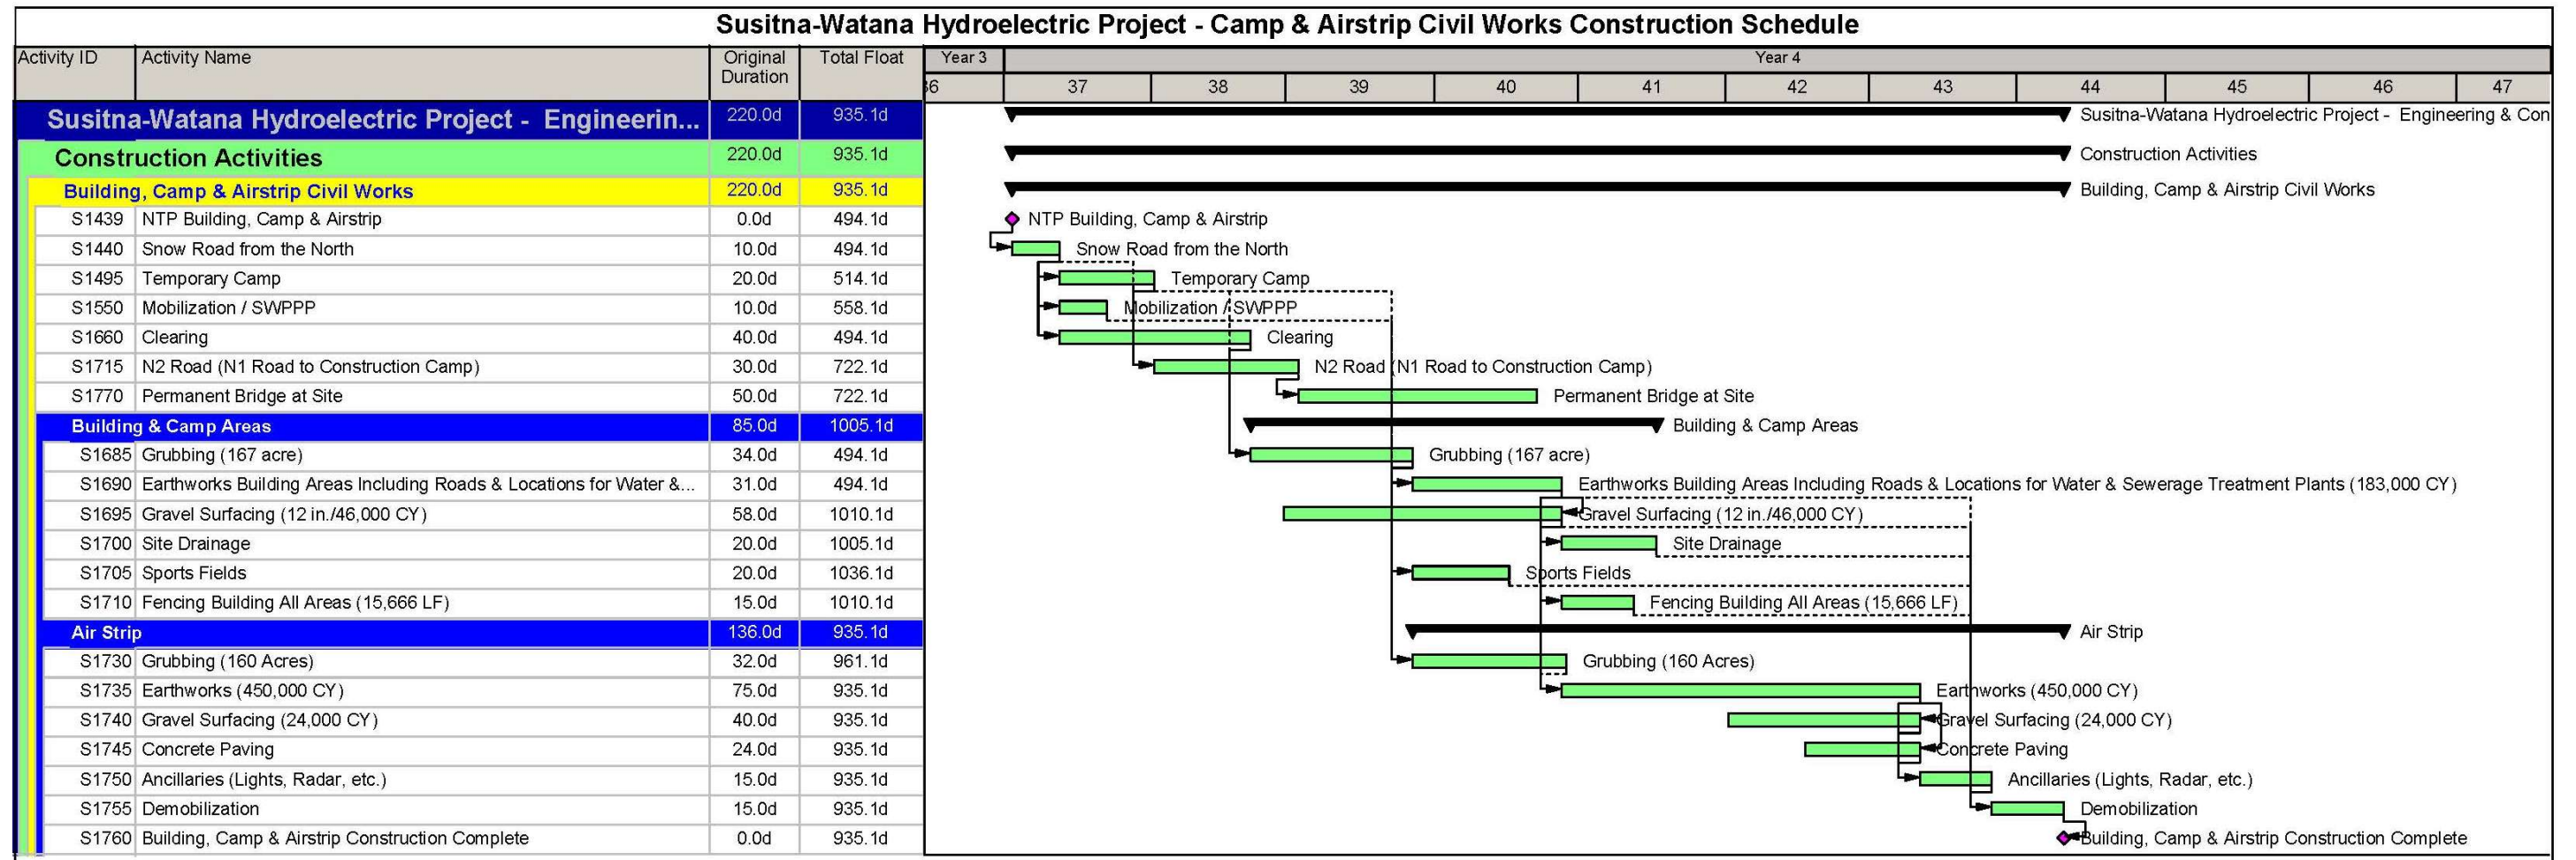 Susitna-Watana Hydroelectric Project - Camp & Airstrip Civil Works Construction Schedule
Activity ID Activity Name Original Duration Total Float Year 3 Year 4
36 37 38 39 40 41 42 43 44 45 46 47
Susitna-Watana Hydroelectric Project - Engineerin... 220.0d 935.1d Susitna-Watana Hydroelectric Project - Engineering & Con
Construction Activities 220.0d 935.1d Construction Activities
Building, Camp & Airstrip Civil Works 220.0d 935.1d Building, Camp & Airstrip Civil Works
S1439 NTP Building, Camp & Airstrip 0.0d 494.1d NTP Building, Camp & Airstrip
S1440 Snow Road from the North 10.0d 494.1d Snow Road from the North
S1495 Temporary Camp 20.0d 514.1d Temporary Camp
S1550 Mobilization / SWPPP 10.0d 558.1d Mobilization / SWPPP
S1660 Clearing 40.0d 494.1d Clearing
S1715 N2 Road (N1 Road to Construction Camp) 30.0d 722.1d N2 Road (N1 Road to Construction Camp)
S1770 Permanent Bridge at Site 50.0d 722.1d Permanent Bridge at Site
Building & Camp Areas 85.0d 1005.1d Building & Camp Areas
S1685 Grubbing (167 acre) 34.0d 494.1d Grubbing (167 acre)
S1690 Earthworks Building Areas Including Roads & Locations for Water &... 31.0d 494.1d Earthworks Building Areas Including Roads & Locations for Water & Sewerage Treatment Plants (183,000 CY)
S1695 Gravel Surfacing (12 in./46,000 CY) 58.0d 1010.1d Gravel Surfacing (12 in./46,000 CY)
S1700 Site Drainage 20.0d 1005.1d Site Drainage
S1705 Sports Fields 20.0d 1036.1d Sports Fields
S1710 Fencing Building All Areas (15,666 LF) 15.0d 1010.1d Fencing Building All Areas (15,666 LF)
Air Strip 136.0d 935.1d Air Strip
S1730 Grubbing (160 Acres) 32.0d 961.1d Grubbing (160 Acres)
S1735 Earthworks (450,000 CY) 75.0d 935.1d Earthworks (450,000 CY)
S1740 Gravel Surfacing (24,000 CY) 40.0d 935.1d Gravel Surfacing (24,000 CY)
S1745 Concrete Paving 24.0d 935.1d Concrete Paving
S1750 Ancillaries (Lights, Radar, etc.) 15.0d 935.1d Ancillaries (Lights, Radar, etc.)
S1755 Demobilization 15.0d 935.1d Demobilization
S1760 Building, Camp & Airstrip Construction Complete 0.0d 935.1d Building, Camp & Airstrip Construction Complete